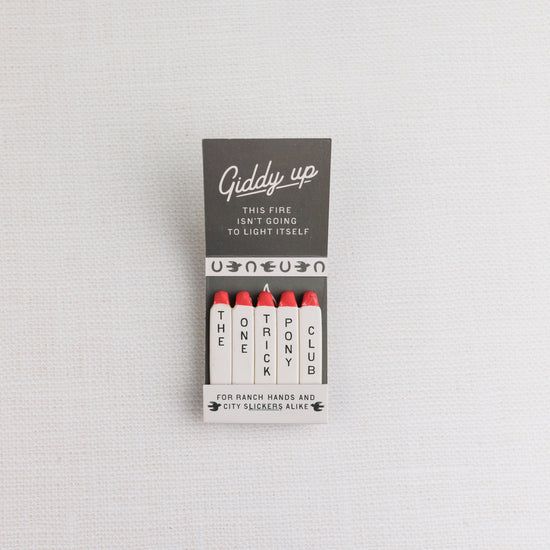 Giddy up
THIS FIRE
ISN'T GOING
TO LIGHT ITSELF
THE
ONE
TRICK
PONY
CLUB
FOR RANCH HANDS AND
CITY SLICKERS ALIKE